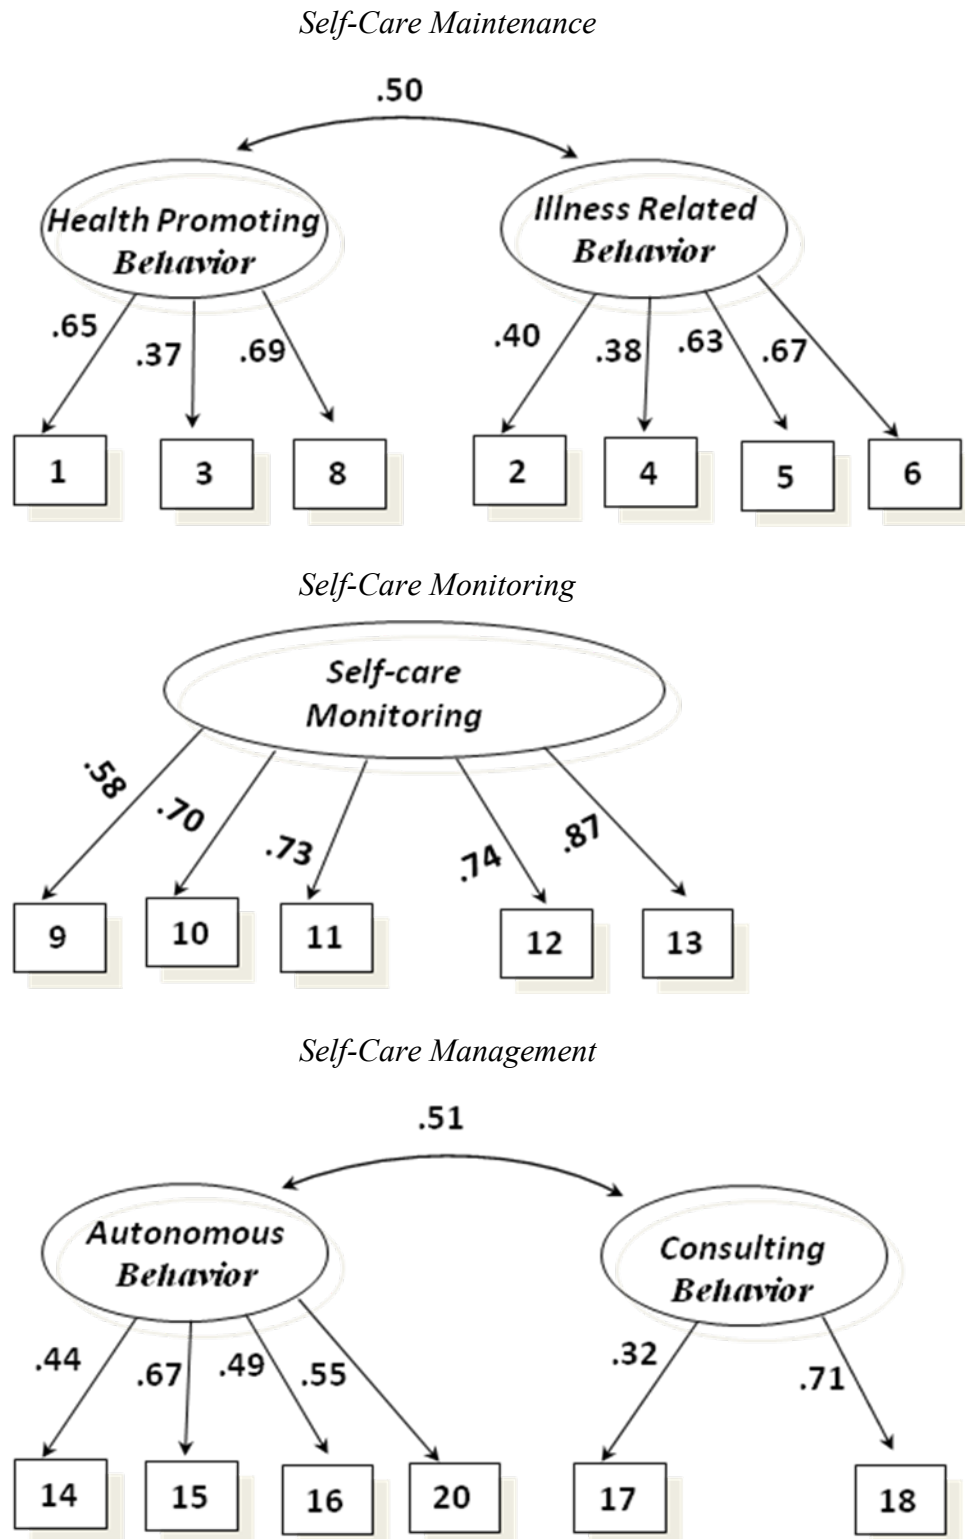 Self-Care Maintenance
.50
Health Promoting
Behavior
Illness Related
Behavior
.65
.37
.69
.40
.38
.63
.67
1
3
8
2
4
5
6
Self-Care Monitoring
Self-care
Monitoring
.58
.70
.73
.74
.87
9
10
11
12
13
Self-Care Management
.51
Autonomous
Behavior
Consulting
Behavior
.44
.67
.49
.55
.32
.71
14
15
16
20
17
18